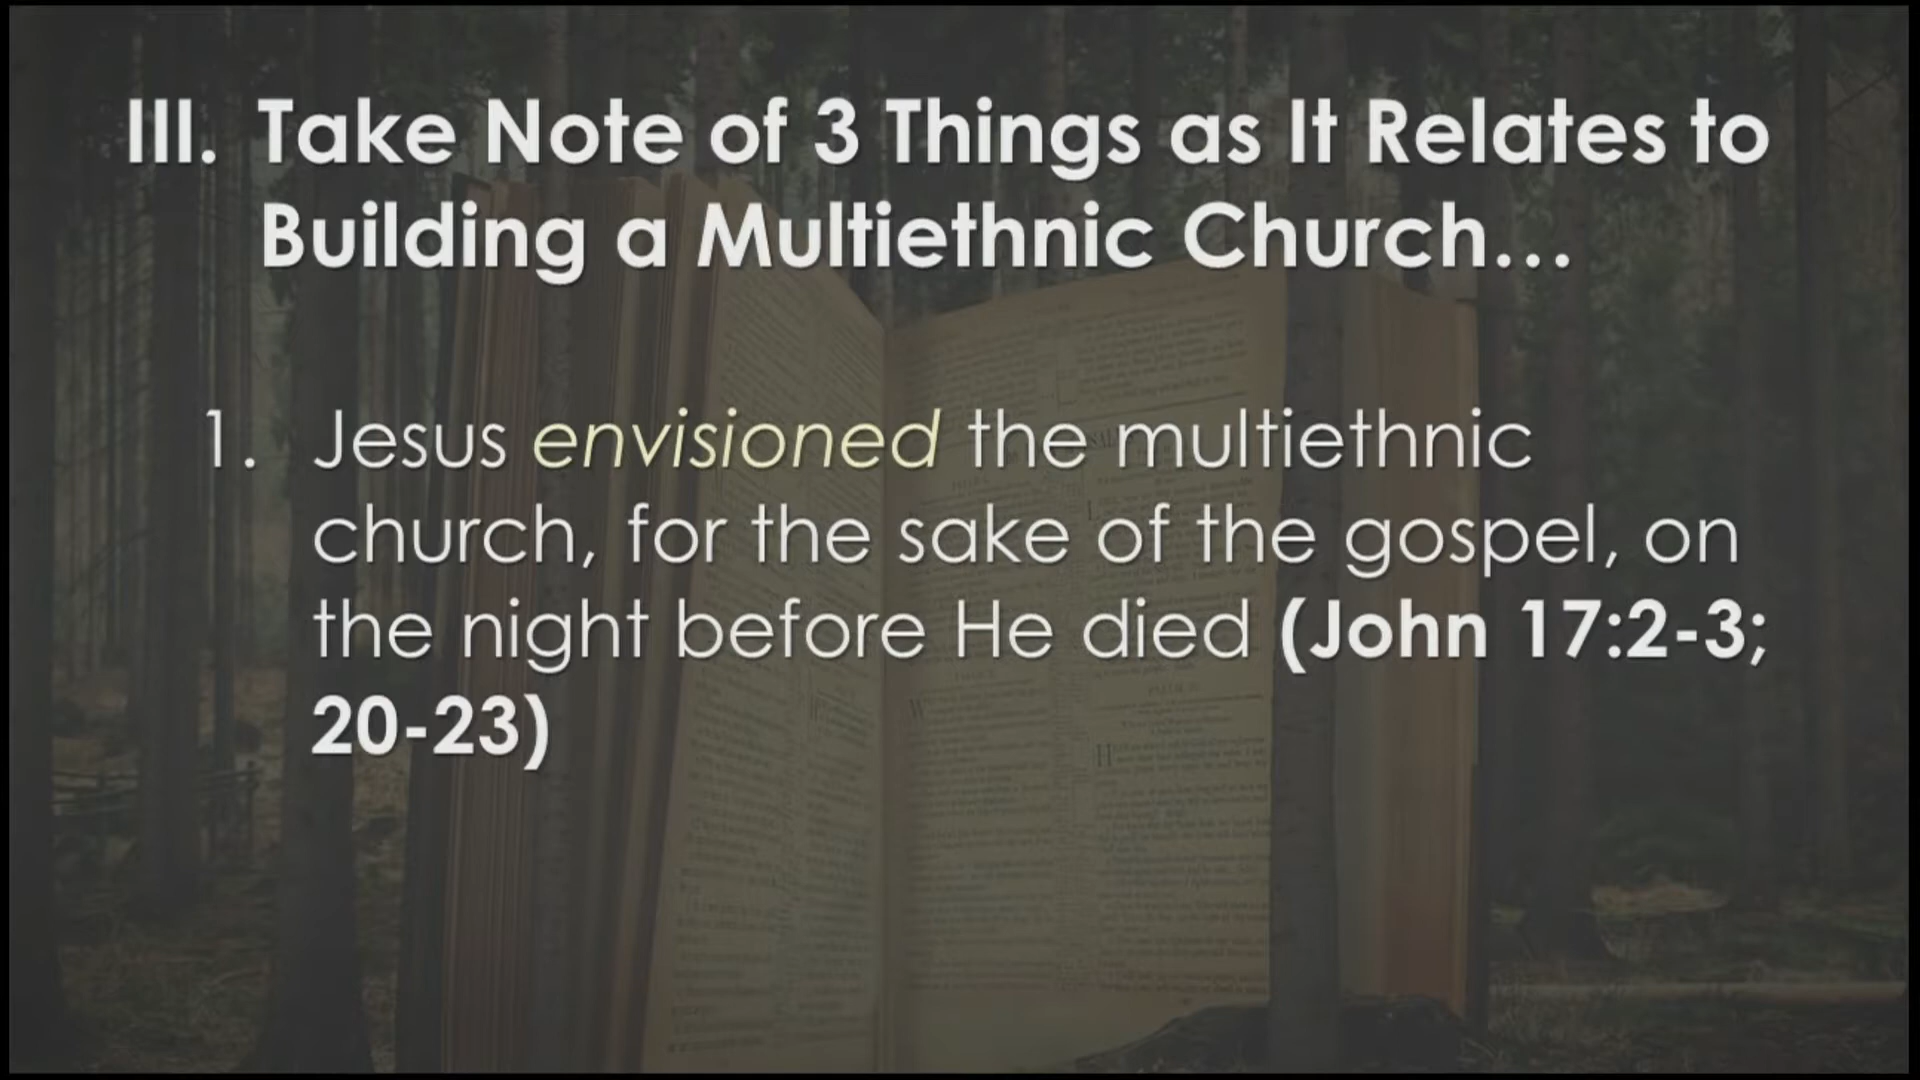 III. Take Note of 3 Things as It Relates to
Building a Multiethnic Church...
1. Jesus envisioned the multiethnic
church, for the sake of the gospel, on
the night before He died (John 17:2-3;
20-23)